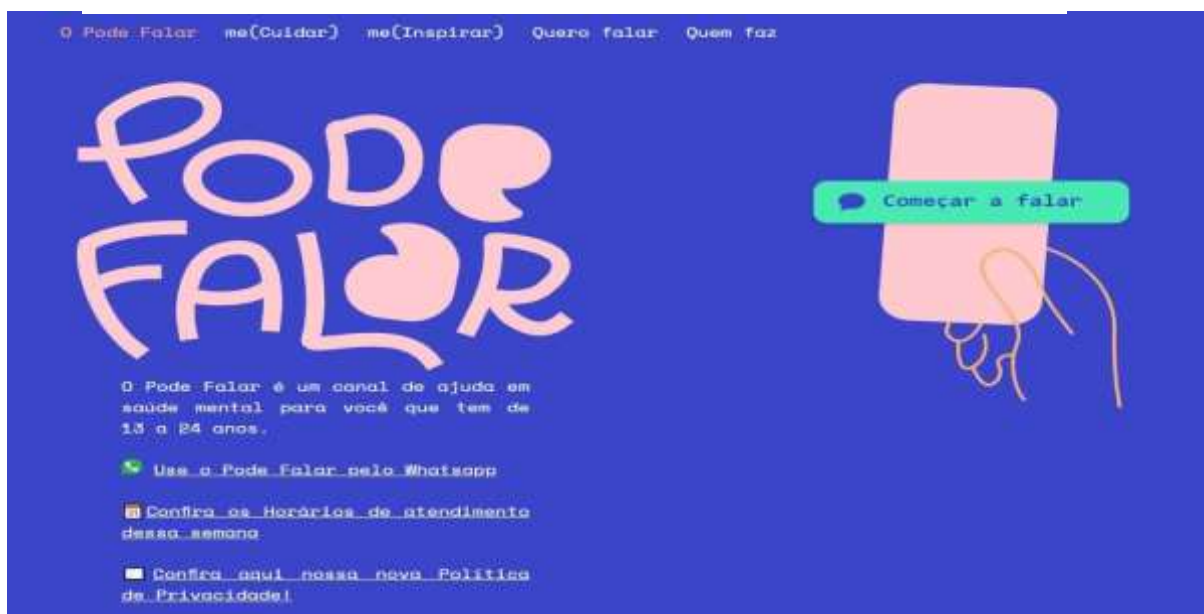 O Pode Falar me(Cuidar) me(Inspirar) Quero falar Quem faz
PODe
FALaR
Começar a falar
O Pode Falar é um canal de ajuda em
saúde mental para você que tem de
13 a 24 anos.
Use o Pode Falar pelo Whatsapp
Confira os Horários de atendimento
dessa semana
Confira aqui nossa nova Política
de Privacidade!